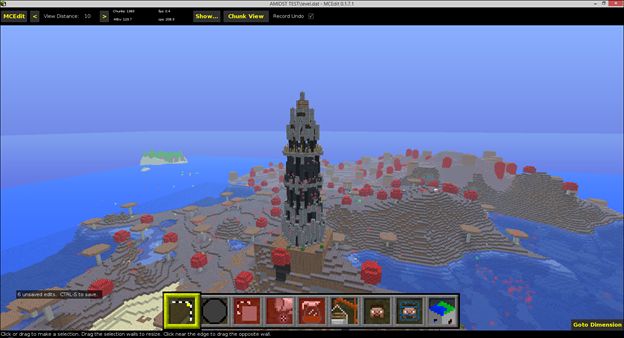 AMIDST TEST\level.dat - MCEdit 0.1.7.1
MCEdit < View Distance: 10 > Show... Chunk View Record Undo
6 unsaved edits. CTRL-S to save.
Goto Dimension
Click or drag to make a selection. Drag the selection walls to resize. Click near the edge to drag the opposite wall.